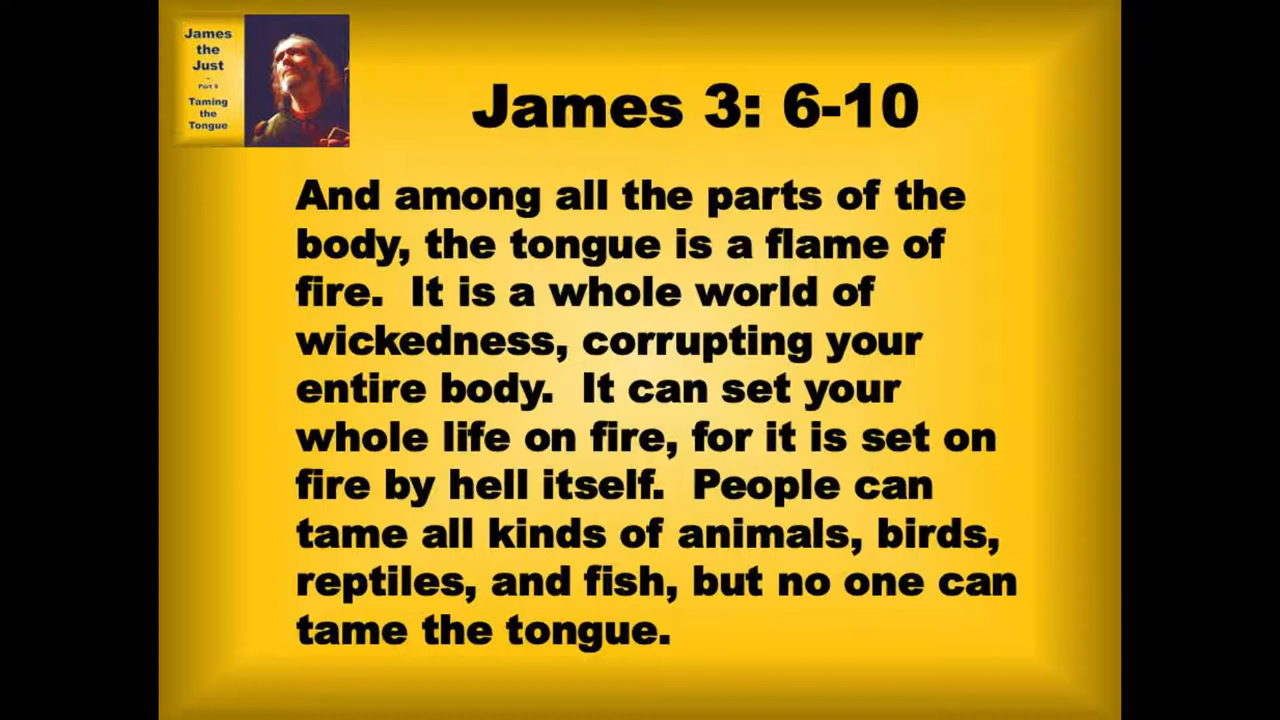 James
the
Just
-
Part 9
Taming
the
Tongue
James 3: 6-10
And among all the parts of the
body, the tongue is a flame of
fire.  It is a whole world of
wickedness, corrupting your
entire body.  It can set your
whole life on fire, for it is set on
fire by hell itself.  People can
tame all kinds of animals, birds,
reptiles, and fish, but no one can
tame the tongue.